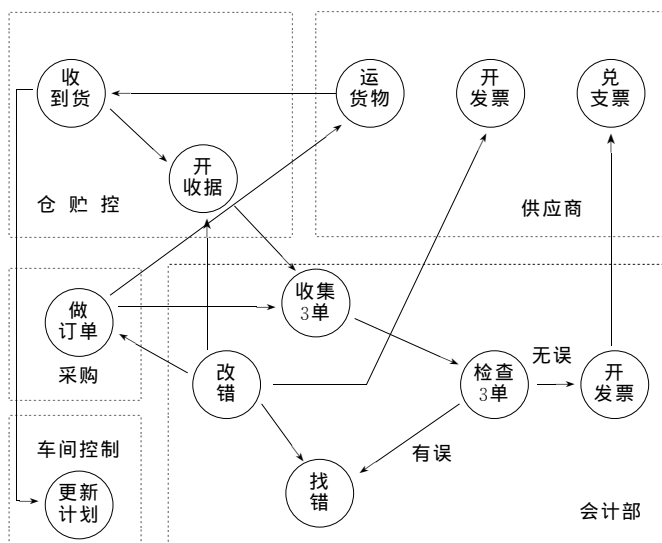 收
到货
运
货物
开
发票
兑
支票
开
收据
仓 贮 控
供应商
做
订单
采购
收集
3单
改
错
检查
3单
无误
开
发票
车间控制
更新
计划
有误
找
错
会计部